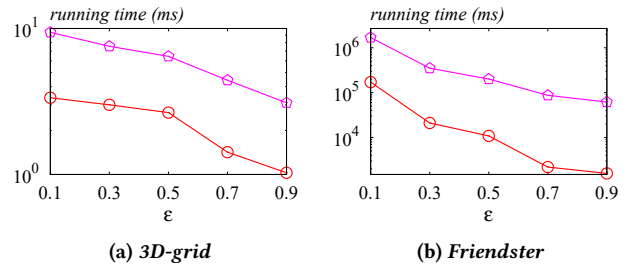 running time (ms)
10^1
10^0
0.1 0.3 0.5 0.7 0.9
ε
(a) 3D-grid
running time (ms)
10^6
10^5
10^4
0.1 0.3 0.5 0.7 0.9
ε
(b) Friendster